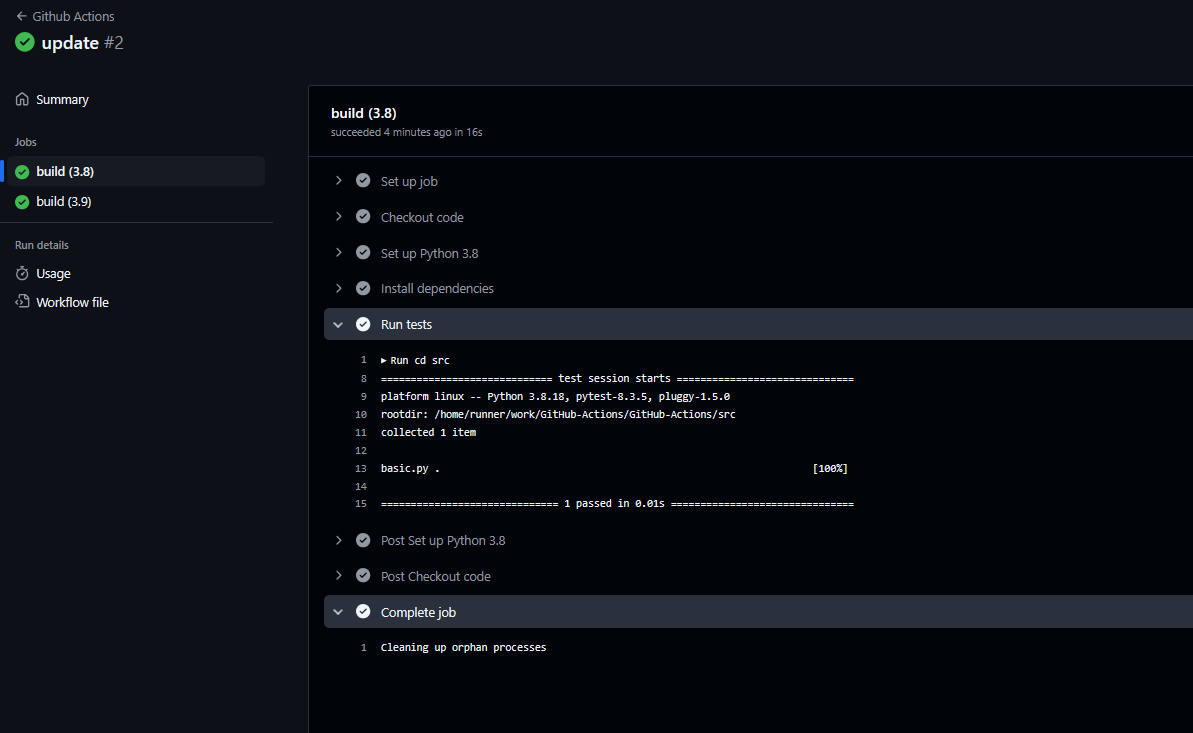 Github Actions
update #2
Summary
Jobs
build (3.8)
build (3.9)
Run details
Usage
Workflow file
build (3.8)
succeeded 4 minutes ago in 16s
Set up job
Checkout code
Set up Python 3.8
Install dependencies
Run tests
1 Run cd src
8 ============================= test session starts ==============================
9 platform linux -- Python 3.8.18, pytest-8.3.5, pluggy-1.5.0
10 rootdir: /home/runner/work/GitHub-Actions/GitHub-Actions/src
11 collected 1 item
12
13 basic.py . [100%]
14
15 ============================== 1 passed in 0.01s ===============================
Post Set up Python 3.8
Post Checkout code
Complete job
1 Cleaning up orphan processes